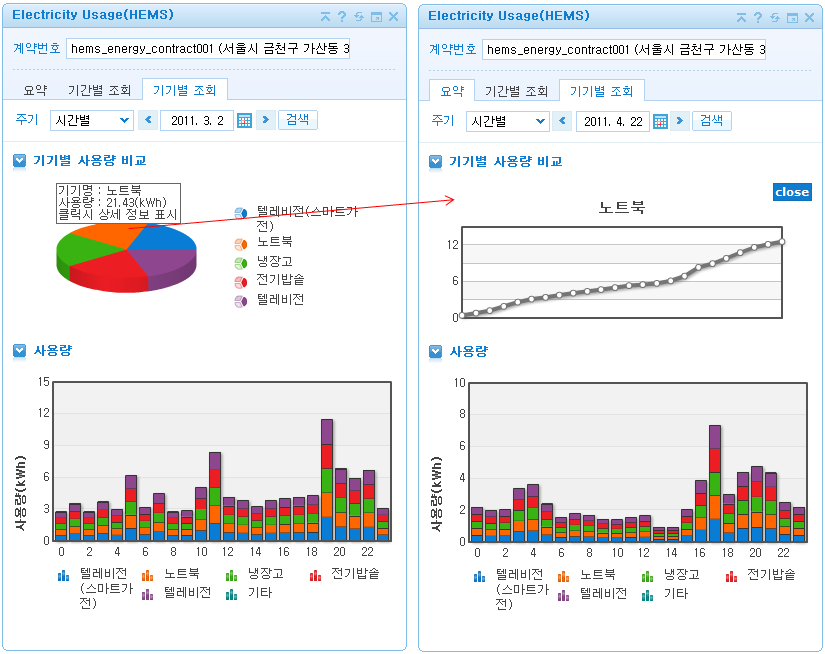 Electricity Usage(HEMS)
계약번호 hems_energy_contract001 (서울시 금천구 가산동 3
요약 기간별 조회 기기별 조회
주기 시간별 2011. 3. 2 검색
기기별 사용량 비교
기기명 : 노트북
사용량 : 21.43(kWh)
클릭시 상세 정보 표시
텔레비전(스마트가
전)
노트북
냉장고
전기밥솥
텔레비전
사용량
15
12
9
6
3
0
사용량(kWh)
0 2 4 6 8 10 12 14 16 18 20 22
텔레비전 노트북 냉장고 전기밥솥
(스마트가 텔레비전 기타
전)
Electricity Usage(HEMS)
계약번호 hems_energy_contract001 (서울시 금천구 가산동 3
요약 기간별 조회 기기별 조회
주기 시간별 2011. 4. 22 검색
기기별 사용량 비교
close
노트북
12
6
0
사용량
10
8
6
4
2
0
사용량(kWh)
0 2 4 6 8 10 12 14 16 18 20 22
텔레비전 노트북 냉장고 전기밥솥
(스마트가 텔레비전 기타
전)